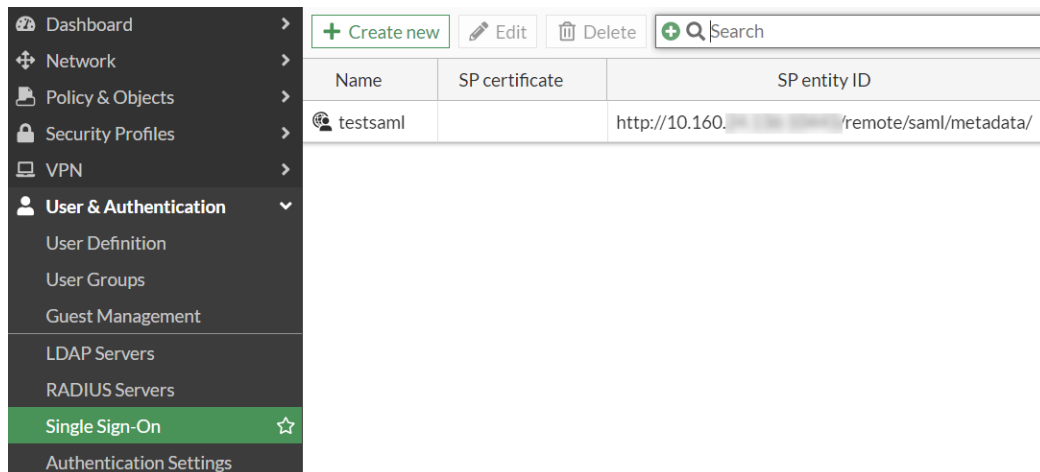 Dashboard
Network
Policy & Objects
Security Profiles
VPN
User & Authentication
User Definition
User Groups
Guest Management
LDAP Servers
RADIUS Servers
Single Sign-On
Authentication Settings
Create new Edit Delete Search
Name SP certificate SP entity ID
testsaml http://10.160. /remote/saml/metadata/